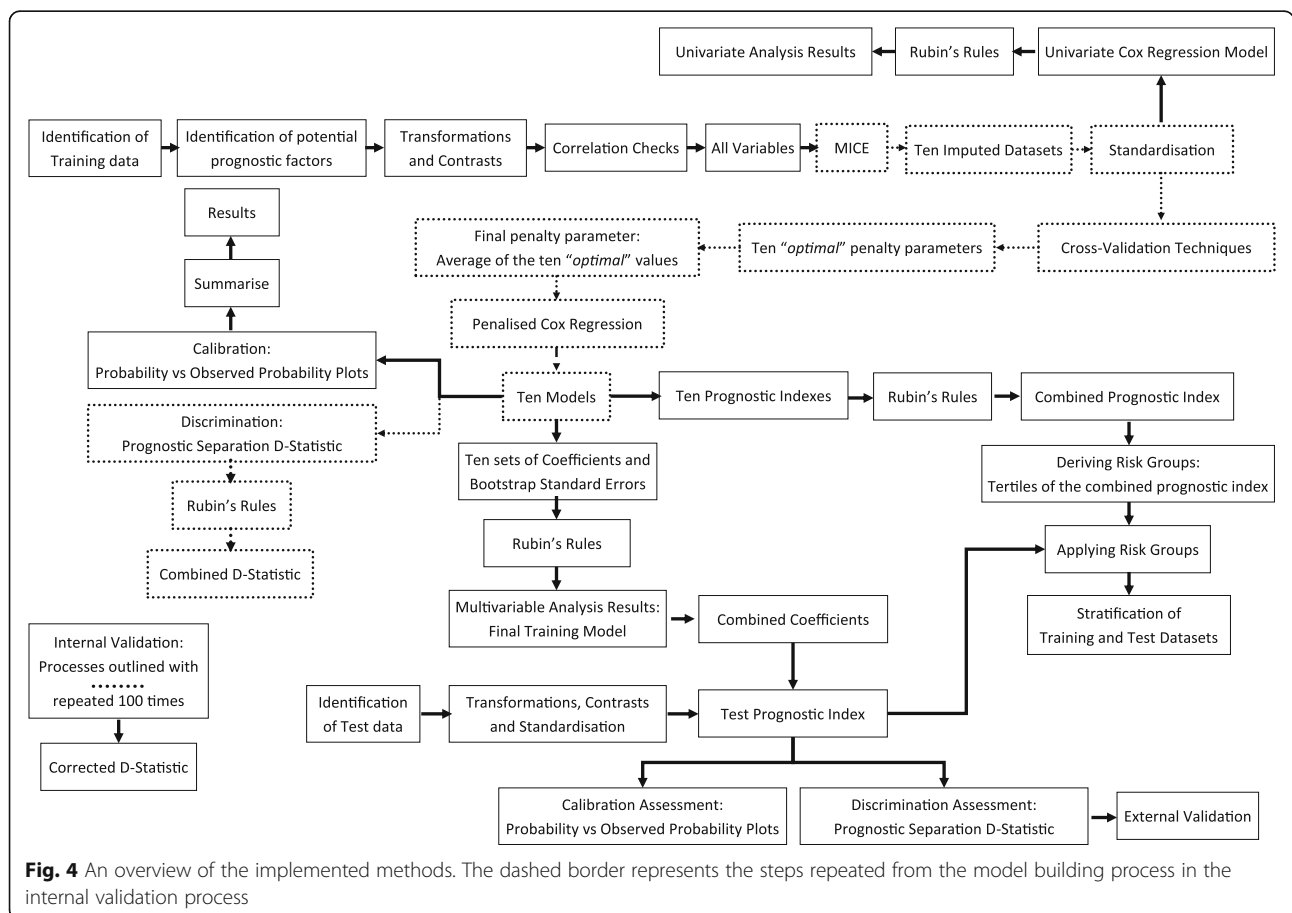 Univariate Analysis Results
Rubin’s Rules
Univariate Cox Regression Model
Identification of
Training data
Identification of potential
prognostic factors
Transformations
and Contrasts
Correlation Checks
All Variables
MICE
Ten Imputed Datasets
Standardisation
Results
Final penalty parameter:
Average of the ten “optimal” values
Ten “optimal” penalty parameters
Cross-Validation Techniques
Summarise
Penalised Cox Regression
Calibration:
Probability vs Observed Probability Plots
Ten Models
Ten Prognostic Indexes
Rubin’s Rules
Combined Prognostic Index
Discrimination:
Prognostic Separation D-Statistic
Ten sets of Coefficients and
Bootstrap Standard Errors
Deriving Risk Groups:
Tertiles of the combined prognostic index
Rubin’s Rules
Rubin’s Rules
Applying Risk Groups
Combined D-Statistic
Multivariable Analysis Results:
Final Training Model
Combined Coefficients
Stratification of
Training and Test Datasets
Internal Validation:
Processes outlined with
........
repeated 100 times
Identification
of Test data
Transformations, Contrasts
and Standardisation
Test Prognostic Index
Corrected D-Statistic
Calibration Assessment:
Probability vs Observed Probability Plots
Discrimination Assessment:
Prognostic Separation D-Statistic
External Validation
Fig. 4 An overview of the implemented methods. The dashed border represents the steps repeated from the model building process in the
internal validation process